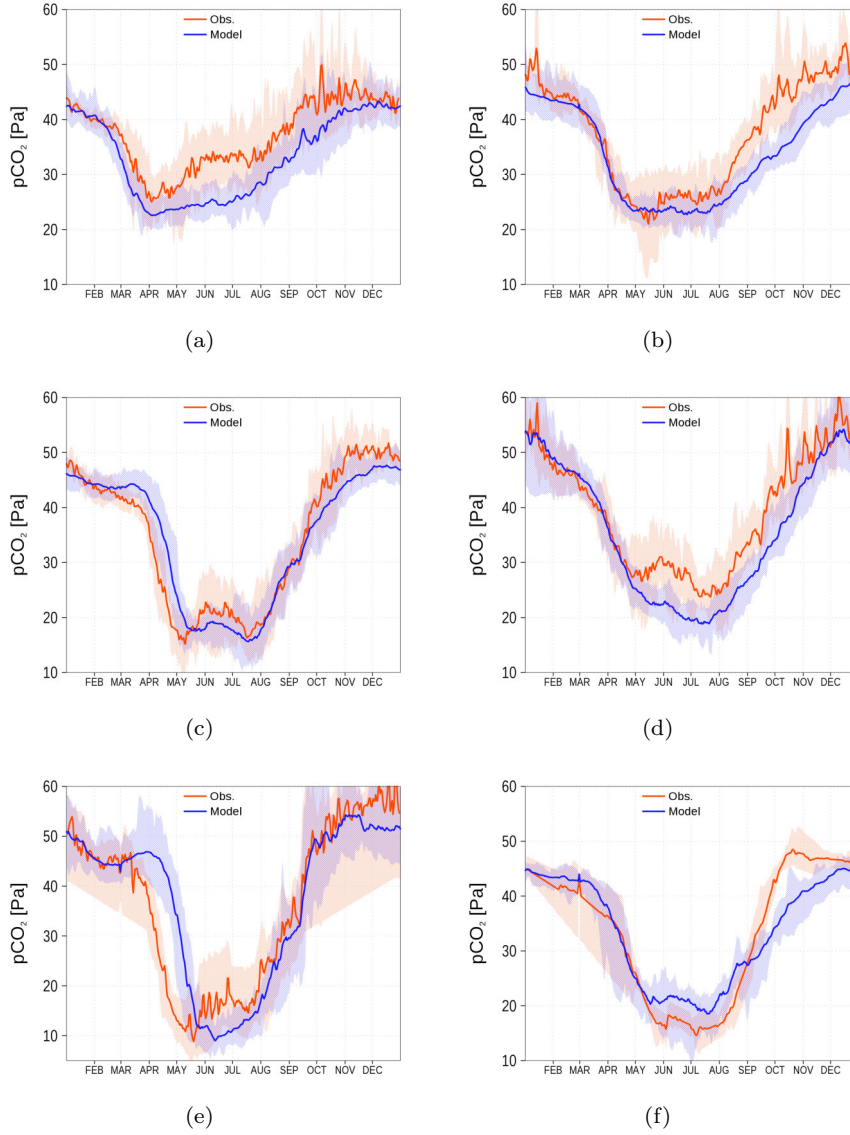 60
50
40
30
20
10
pCO₂ [Pa]
Obs.
Model
FEB MAR APR MAY JUN JUL AUG SEP OCT NOV DEC
(a)
60
50
40
30
20
10
pCO₂ [Pa]
Obs.
Model
FEB MAR APR MAY JUN JUL AUG SEP OCT NOV DEC
(b)
60
50
40
30
20
10
pCO₂ [Pa]
Obs.
Model
FEB MAR APR MAY JUN JUL AUG SEP OCT NOV DEC
(c)
60
50
40
30
20
10
pCO₂ [Pa]
Obs.
Model
FEB MAR APR MAY JUN JUL AUG SEP OCT NOV DEC
(d)
60
50
40
30
20
10
pCO₂ [Pa]
Obs.
Model
FEB MAR APR MAY JUN JUL AUG SEP OCT NOV DEC
(e)
60
50
40
30
20
10
pCO₂ [Pa]
Obs.
Model
FEB MAR APR MAY JUN JUL AUG SEP OCT NOV DEC
(f)